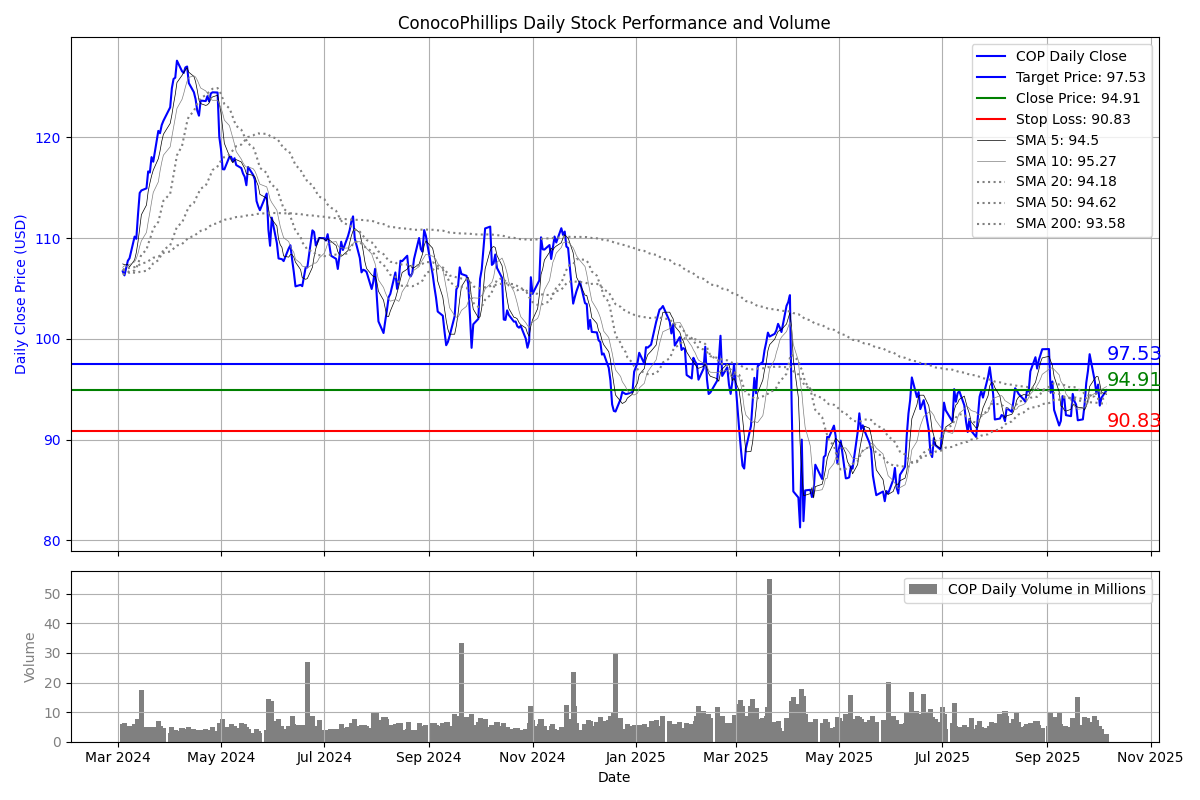 ConocoPhillips Daily Stock Performance and Volume
COP Daily Close
Target Price: 97.53
Close Price: 94.91
Stop Loss: 90.83
SMA 5: 94.5
SMA 10: 95.27
SMA 20: 94.18
SMA 50: 94.62
SMA 200: 93.58
Daily Close Price (USD)
120
110
100
90
80
97.53
94.91
90.83
COP Daily Volume in Millions
Volume
50
40
30
20
10
0
Mar 2024 May 2024 Jul 2024 Sep 2024 Nov 2024 Jan 2025 Mar 2025 May 2025 Jul 2025 Sep 2025 Nov 2025
Date